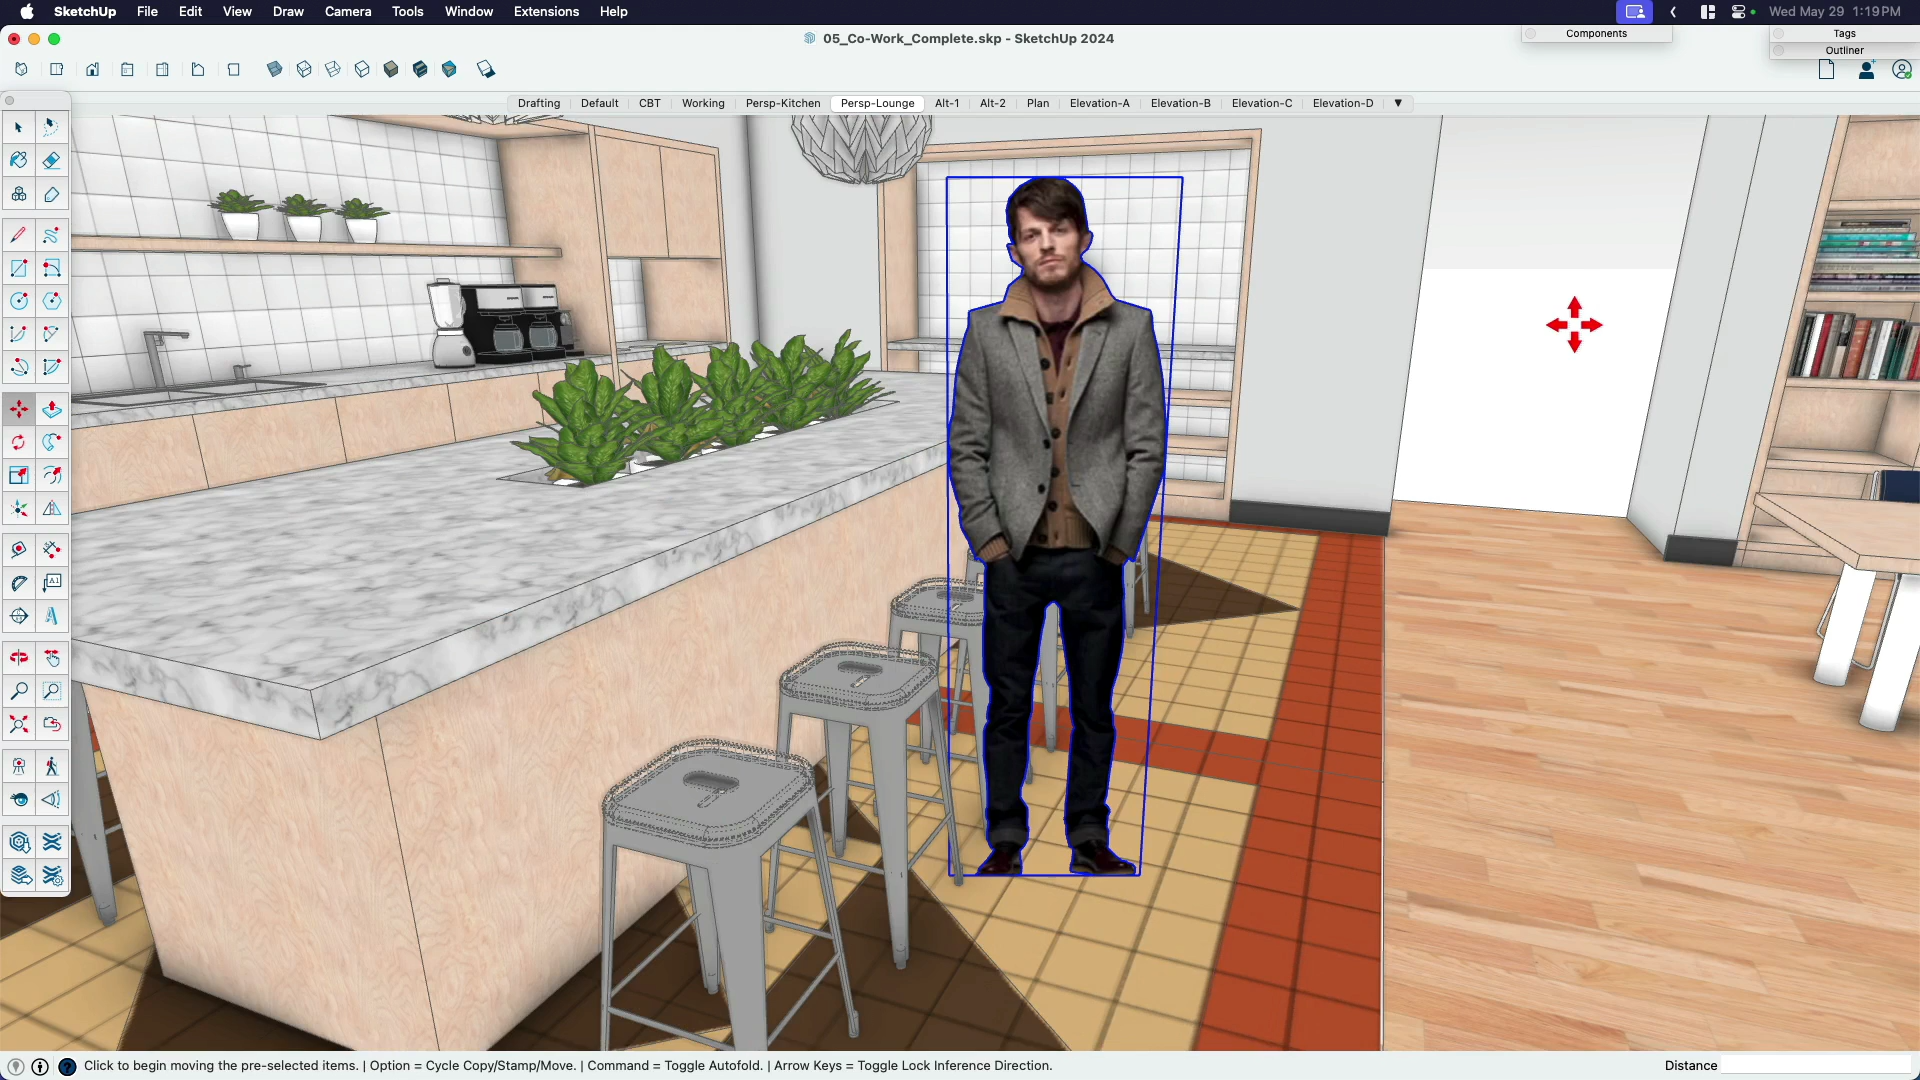 SketchUp File Edit View Draw Camera Tools Window Extensions Help
Wed May 29 1:19 PM
05_Co-Work_Complete.skp - SketchUp 2024
Components
Tags
Outliner
Drafting Default CBT Working Persp-Kitchen Persp-Lounge Alt-1 Alt-2 Plan Elevation-A Elevation-B Elevation-C Elevation-D
A1
A
Click to begin moving the pre-selected items. | Option = Cycle Copy/Stamp/Move. | Command = Toggle Autofold. | Arrow Keys = Toggle Lock Inference Direction.
Distance